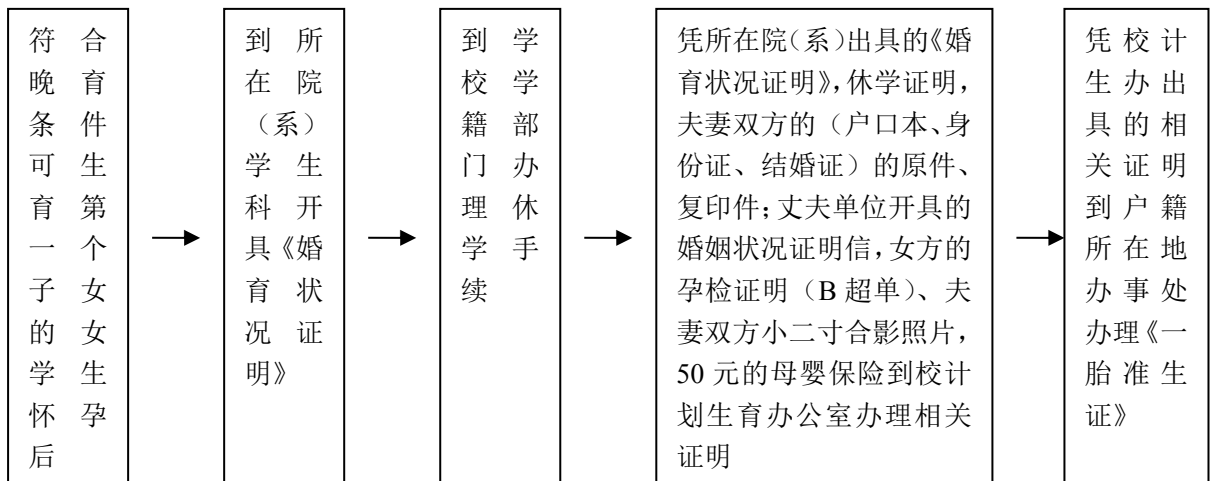 符合
晚育
条件
可生
育第
一个
子女
的女
学生
怀孕
后
到所
在院
（系）
学生
科开
具《婚
育状
况证
明》
到学
校学
籍部
门办
理休
学手
续
凭所在院（系）出具的《婚
育状况证明》，休学证明，
夫妻双方的（户口本、身
份证、结婚证）的原件、
复印件；丈夫单位开具的
婚姻状况证明信，女方的
孕检证明（B 超单）、夫
妻双方小二寸合影照片，
50 元的母婴保险到校计
划生育办公室办理相关
证明
凭校计
生办出
具的相
关证明
到户籍
所在地
办事处
办理《一
胎准生
证》